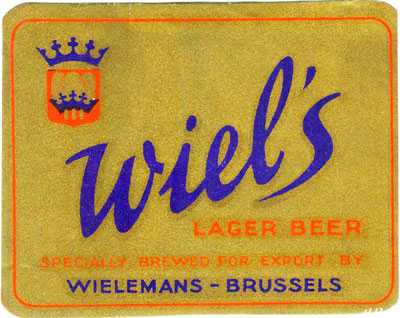 Wiel's
LAGER BEER
SPECIALLY BREWED FOR EXPORT BY
WIELEMANS - BRUSSELS